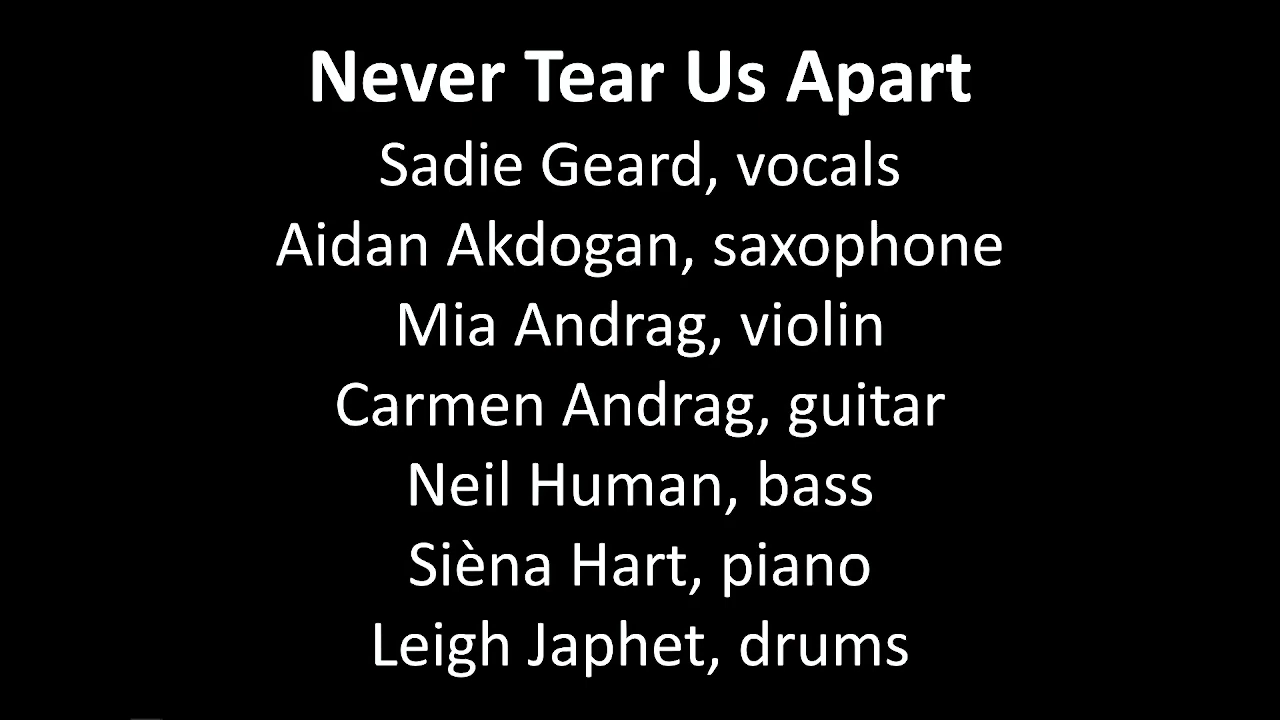 Never Tear Us Apart
Sadie Geard, vocals
Aidan Akdogan, saxophone
Mia Andrag, violin
Carmen Andrag, guitar
Neil Human, bass
Sièna Hart, piano
Leigh Japhet, drums